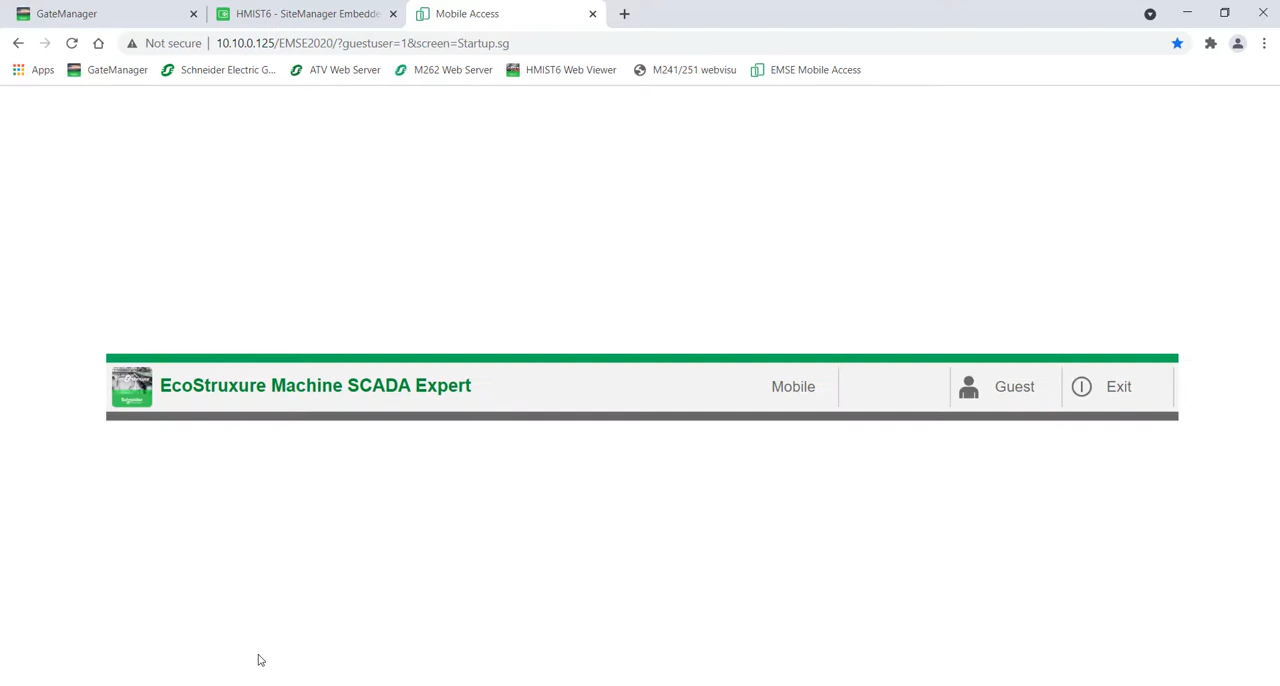 GateManager
HMIST6 - SiteManager Embedde
Mobile Access
Not secure
10.10.0.125/EMSE2020/?guestuser=1&screen=Startup.sg
Apps
GateManager
Schneider Electric G...
ATV Web Server
M262 Web Server
HMIST6 Web Viewer
M241/251 webvisu
EMSE Mobile Access
EcoStruxure Machine SCADA Expert
Mobile
Guest
Exit